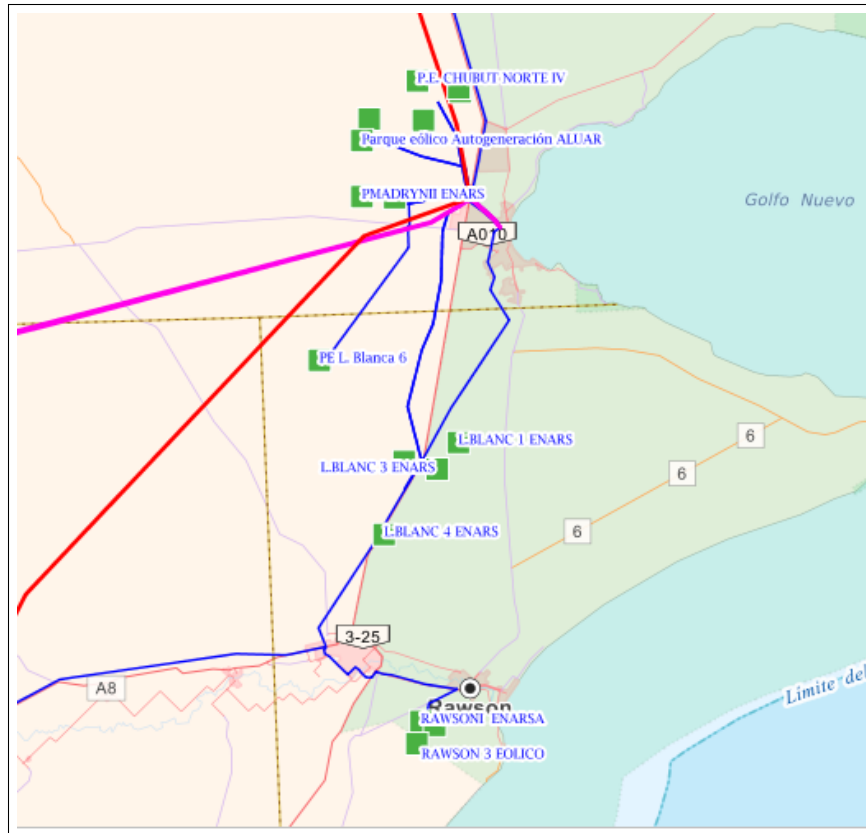 P.E. CHUBUT NORTE IV
Parque eólico Autogeneración ALUAR
PMADRYNII ENARS
Golfo Nuevo
A010
PE L. Blanca 6
L.BLANC 1 ENARS
L.BLANC 3 ENARS
6
6
6
L.BLANC 4 ENARS
3-25
A8
Rawson
Límite del
RAWSONI ENARSA
RAWSON 3 EOLICO